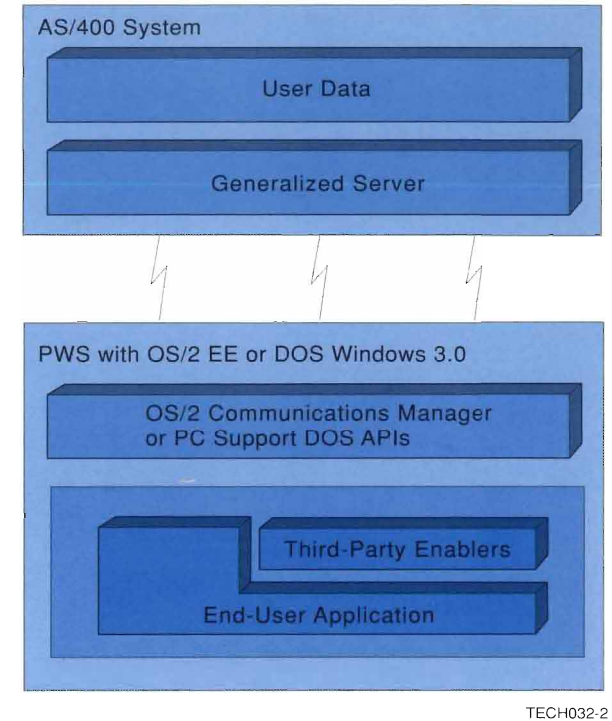 AS/400 System
User Data
Generalized Server
PWS with OS/2 EE or DOS Windows 3.0
OS/2 Communications Manager
or PC Support DOS APIs
Third-Party Enablers
End-User Application
TECH032-2